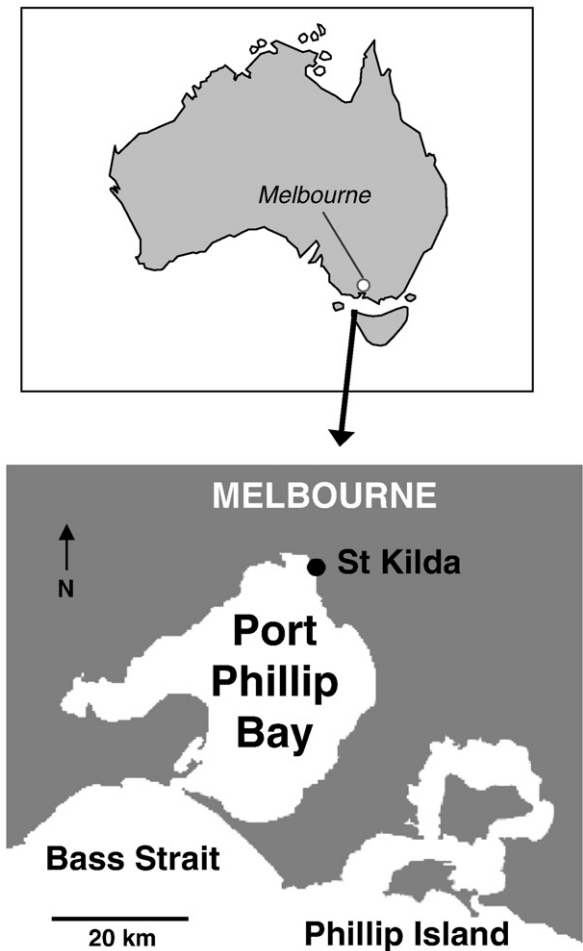 Melbourne
MELBOURNE
N
St Kilda
Port
Phillip
Bay
Bass Strait
20 km
Phillip Island